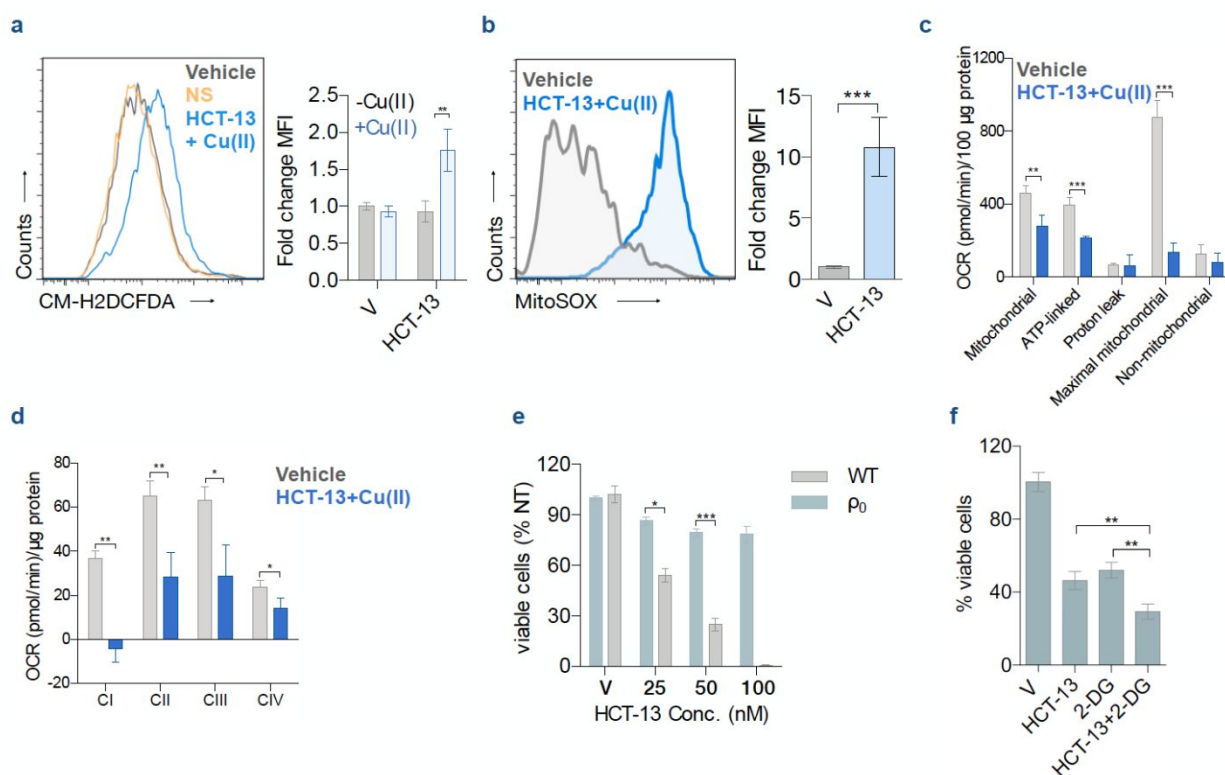 a
Vehicle
NS
HCT-13
+ Cu(II)
Counts
CM-H2DCFDA
Fold change MFI
2.5
2.0
1.5
1.0
0.5
0.0
-Cu(II)
+Cu(II)
**
V
HCT-13
b
Vehicle
HCT-13+Cu(II)
Counts
MitoSOX
Fold change MFI
15
10
5
0
***
V
HCT-13
c
OCR (pmol/min)/100 µg protein
1200
800
400
0
Vehicle
HCT-13+Cu(II)
**
***
***
Mitochondrial
ATP-linked
Proton leak
Maximal mitochondrial
Non-mitochondrial
d
OCR (pmol/min)/µg protein
80
60
40
20
0
-20
Vehicle
HCT-13+Cu(II)
**
**
*
*
CI
CII
CIII
CIV
e
viable cells (% NT)
120
90
60
30
0
WT
ρ0
*
***
V
25
50
100
HCT-13 Conc. (nM)
f
% viable cells
120
80
40
0
**
**
V
HCT-13
2-DG
HCT-13+2-DG